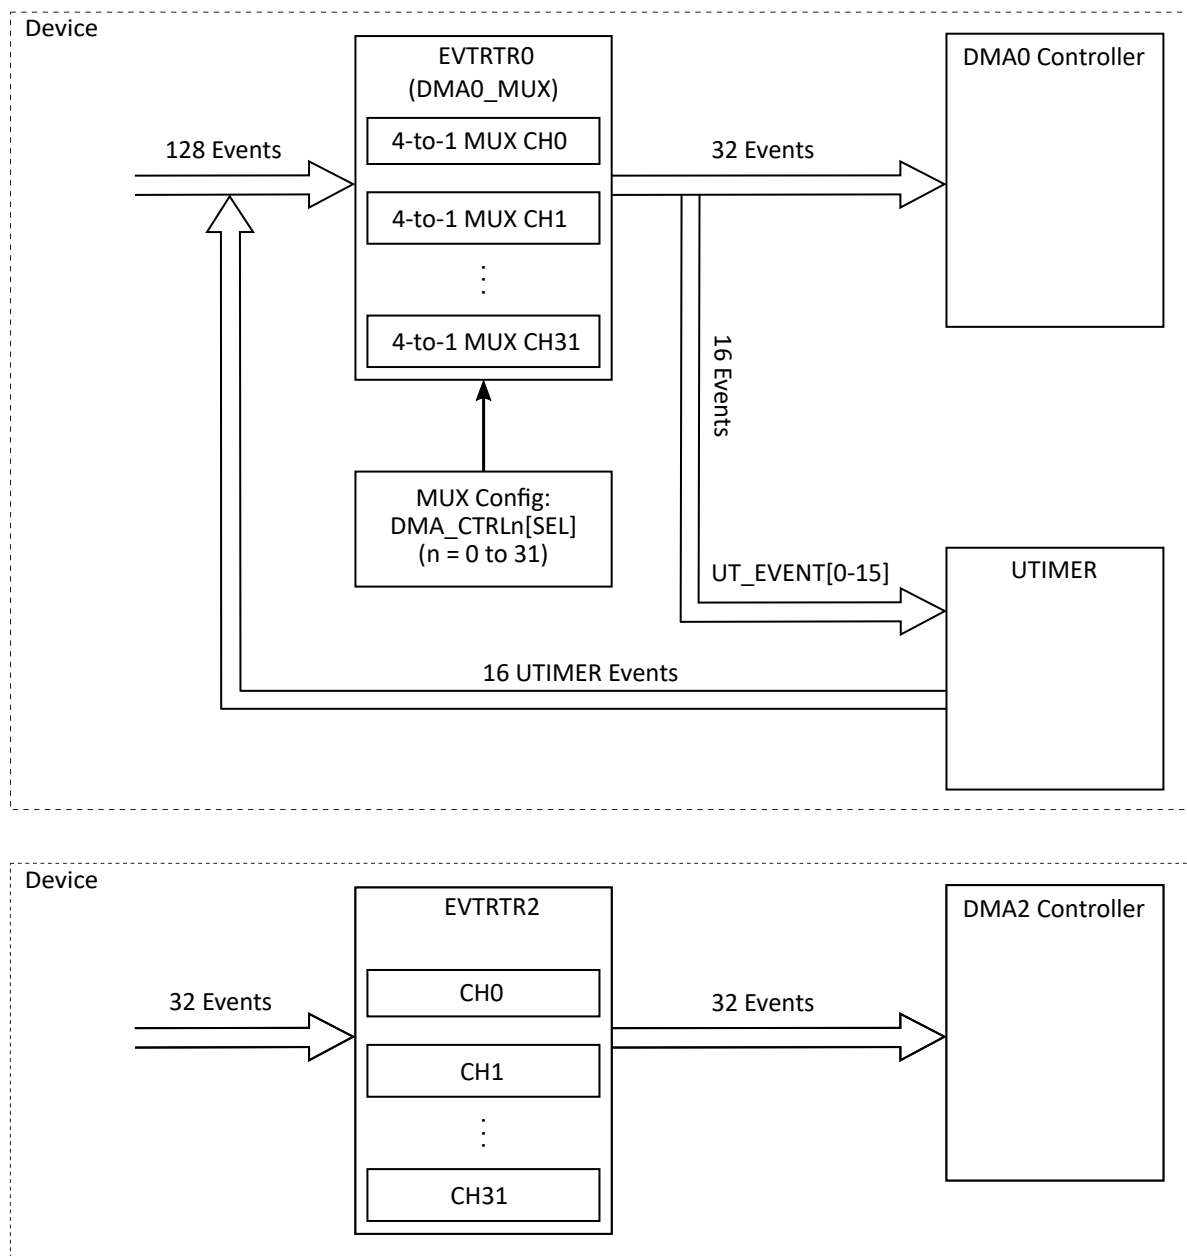 Device
EVTRTR0
(DMA0_MUX)
DMA0 Controller
128 Events
4-to-1 MUX CH0
32 Events
4-to-1 MUX CH1
⋮
4-to-1 MUX CH31
16 Events
MUX Config:
DMA_CTRLn[SEL]
(n = 0 to 31)
UT_EVENT[0-15]
UTIMER
16 UTIMER Events
Device
EVTRTR2
DMA2 Controller
32 Events
CH0
32 Events
CH1
⋮
CH31